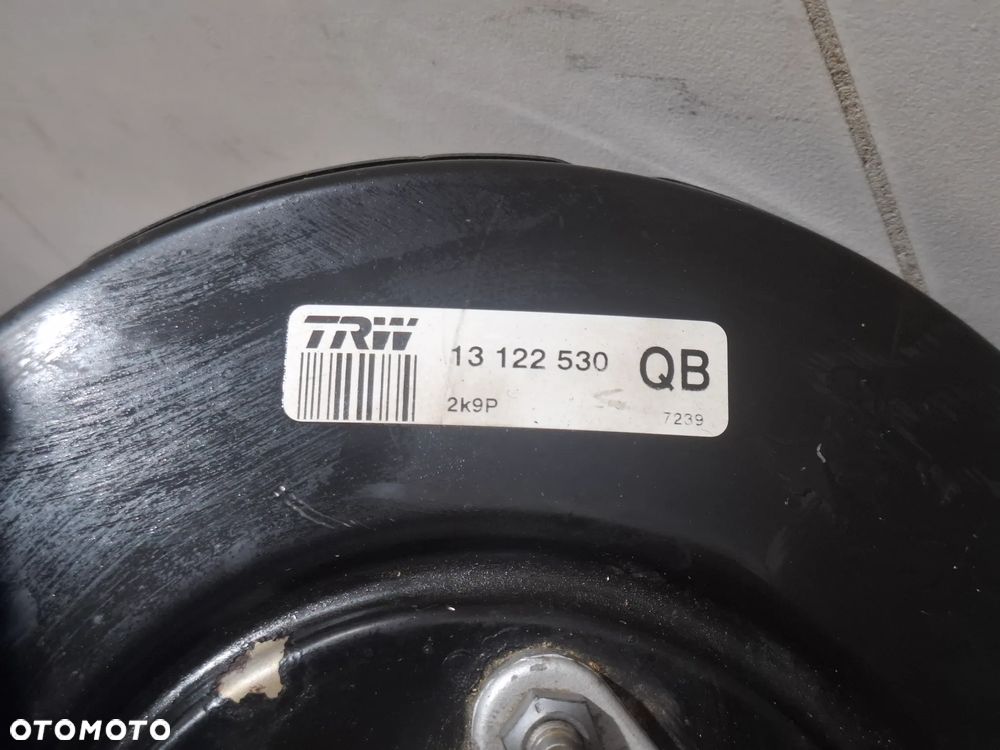 TRW
13 122 530 QB
2k9P 7239
OTOMOTO